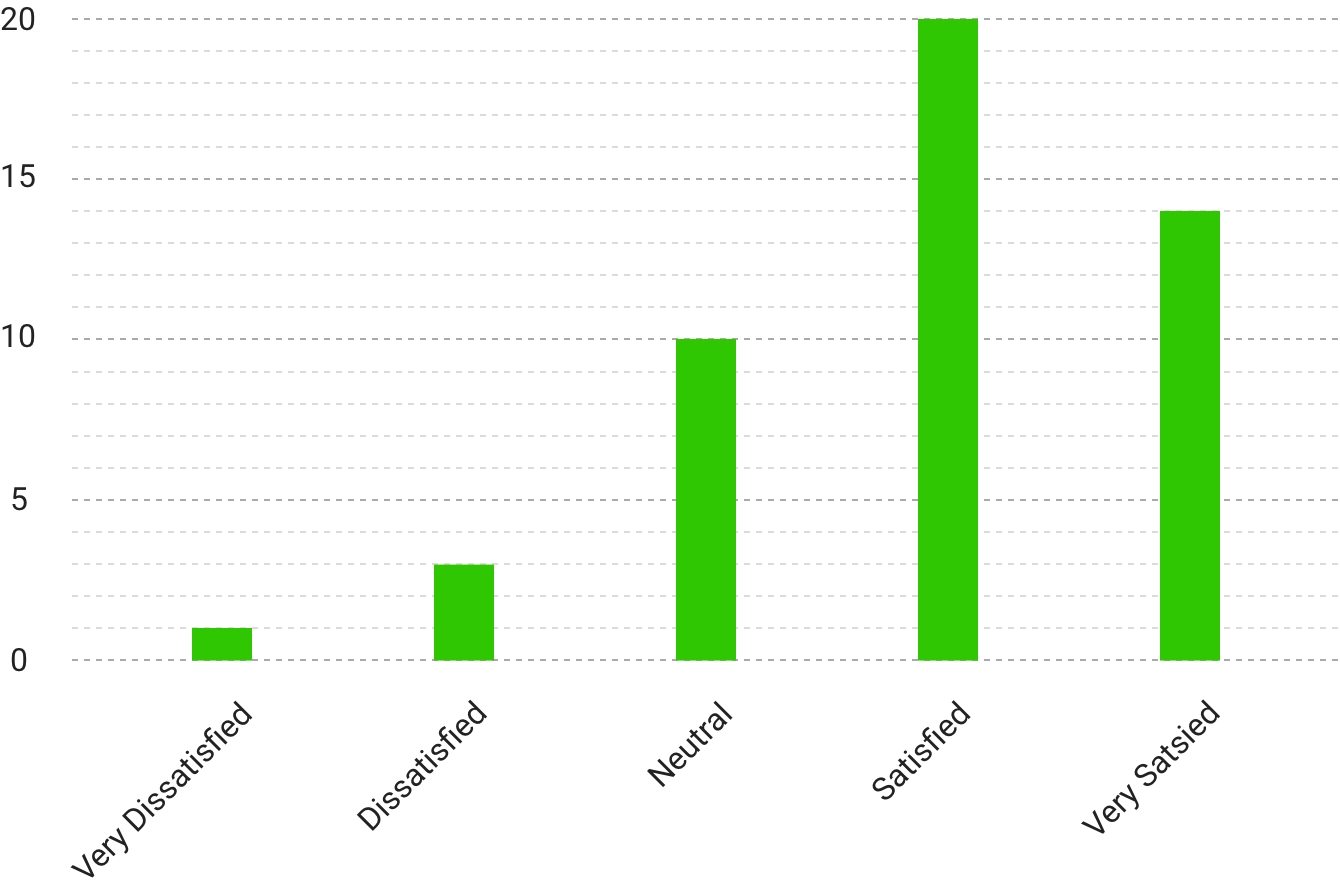 20
15
10
5
0
Very Dissatisfied
Dissatisfied
Neutral
Satisfied
Very Satsied